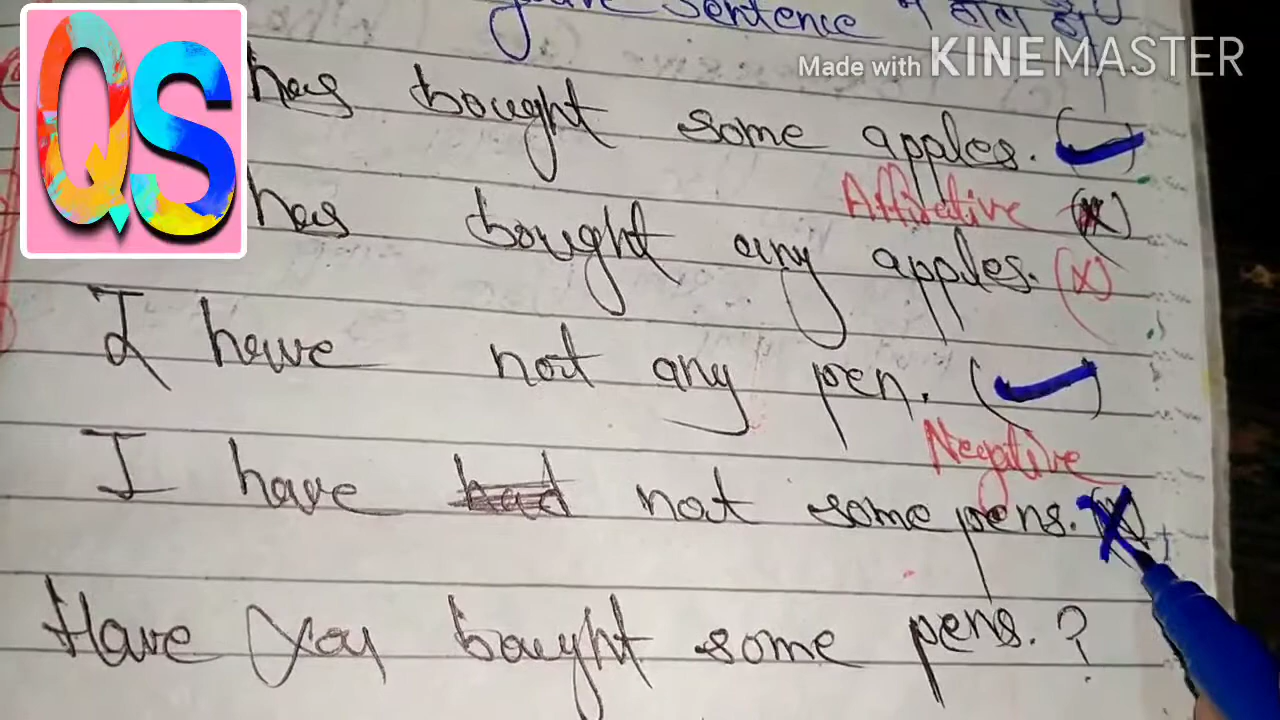 Sentence में होता है
Made with KINEMASTER
QS
has bought some apples. (✓)
Affirative (x)
has bought any apples. (x)
I have not any pen. (✓)
Negative
I have had not some pens. (x)
Have you bought some pens. ?